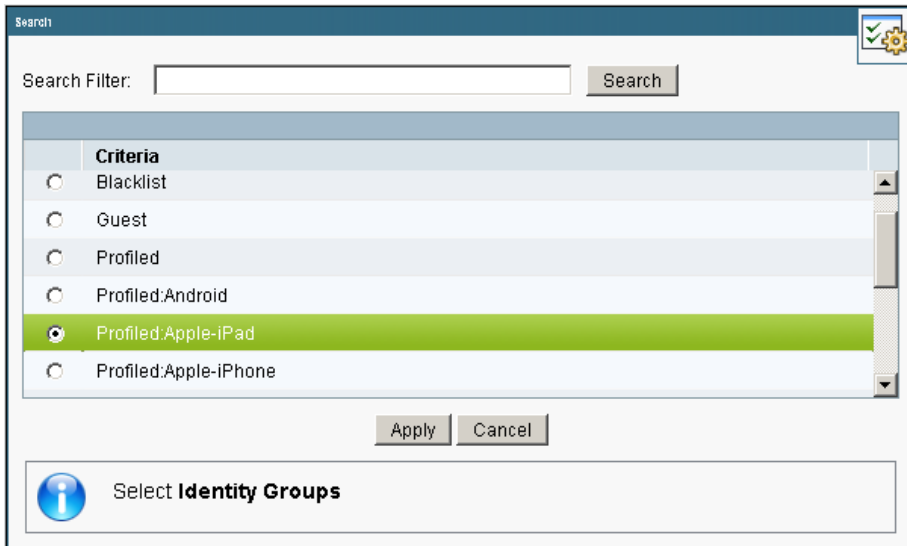 Search
Search Filter: Search
Criteria
Blacklist
Guest
Profiled
Profiled:Android
Profiled:Apple-iPad
Profiled:Apple-iPhone
Apply Cancel
Select Identity Groups